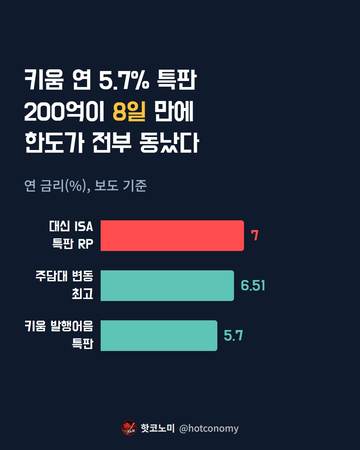 키움 연 5.7% 특판
200억이 8일 만에
한도가 전부 동났다
연 금리(%), 보도 기준
대신 ISA
특판 RP
7
주담대 변동
최고
6.51
키움 발행어음
특판
5.7
핫코노미 @hotconomy